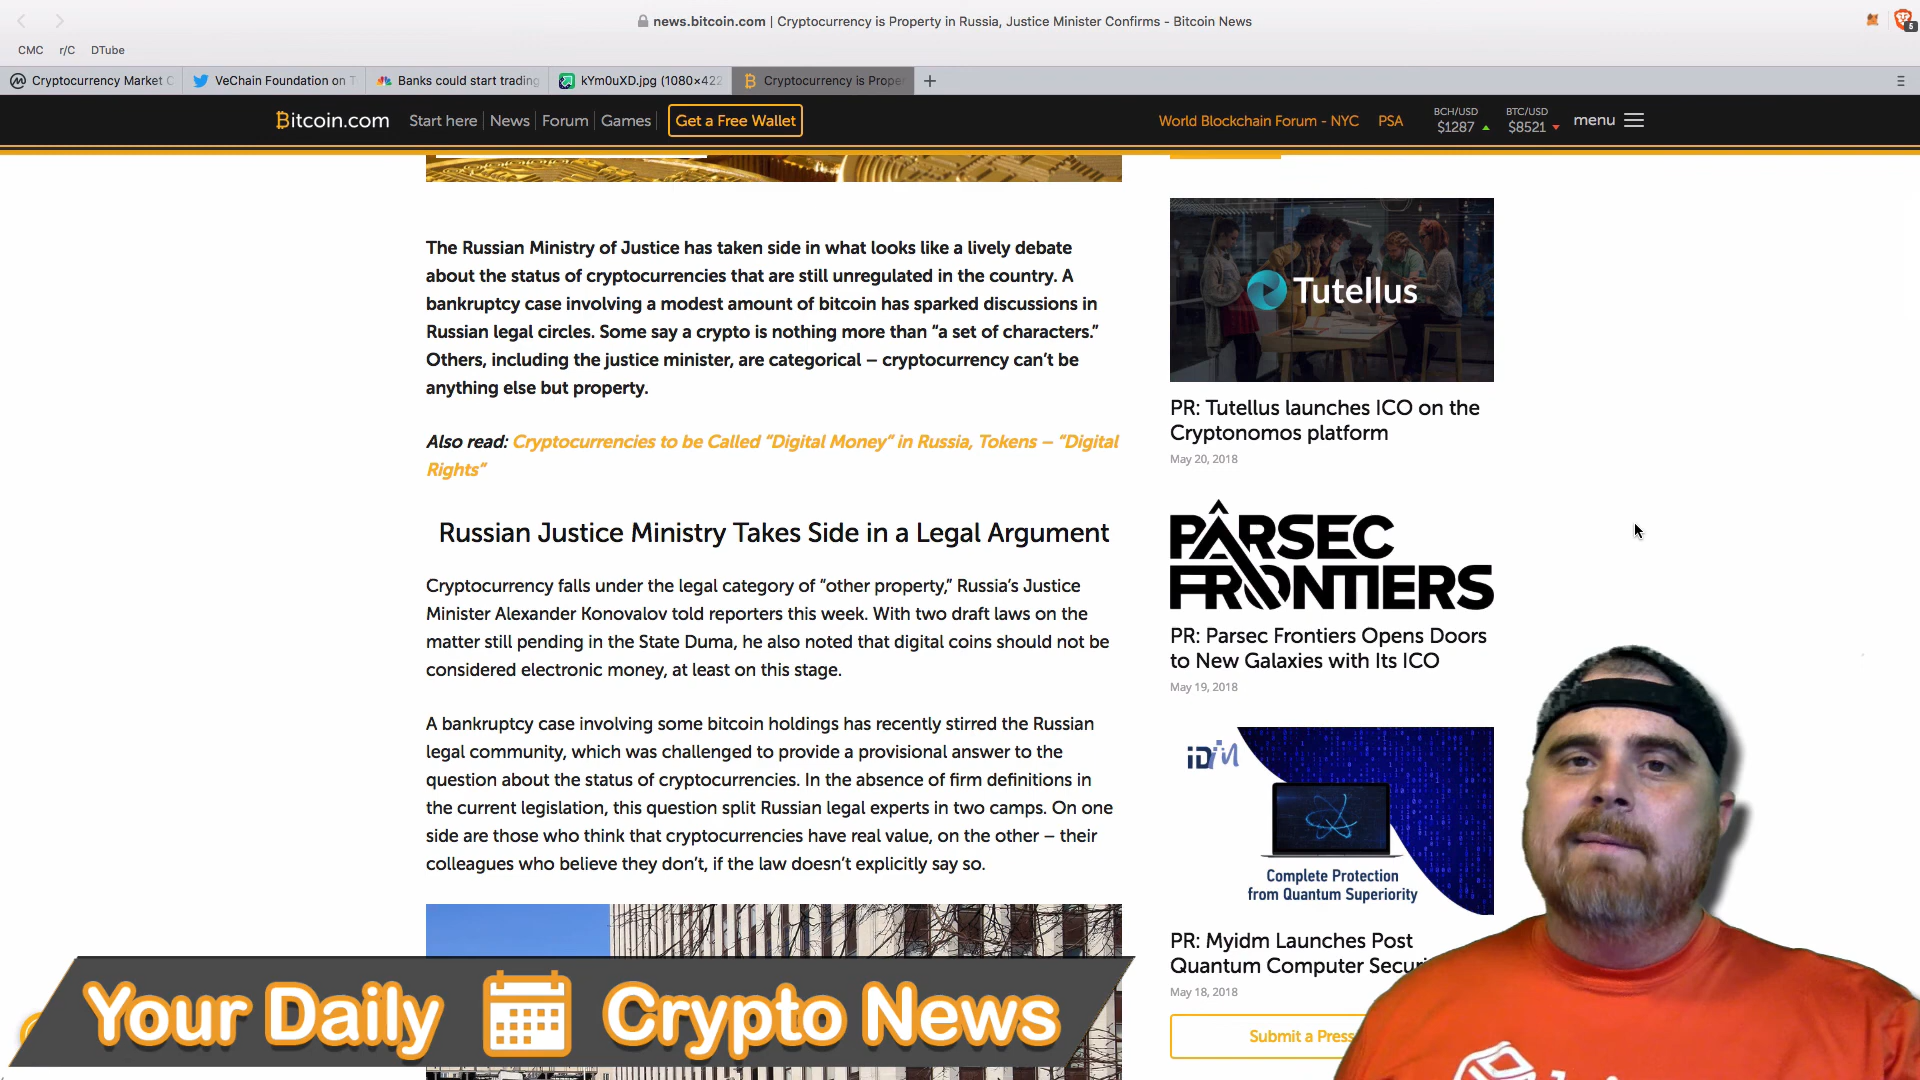 news.bitcoin.com | Cryptocurrency is Property in Russia, Justice Minister Confirms - Bitcoin News
5
CMC r/C DTube
Cryptocurrency Market C
VeChain Foundation on T
Banks could start trading
kYm0uXD.jpg (1080×422
Cryptocurrency is Prope
Bitcoin.com
Start here | News | Forum | Games |
Get a Free Wallet
World Blockchain Forum - NYC
PSA
BCH/USD
$1287
BTC/USD
$8521
menu
The Russian Ministry of Justice has taken side in what looks like a lively debate
about the status of cryptocurrencies that are still unregulated in the country. A
bankruptcy case involving a modest amount of bitcoin has sparked discussions in
Russian legal circles. Some say a crypto is nothing more than “a set of characters.”
Others, including the justice minister, are categorical – cryptocurrency can’t be
anything else but property.
Also read: Cryptocurrencies to be Called “Digital Money” in Russia, Tokens – “Digital
Rights”
Russian Justice Ministry Takes Side in a Legal Argument
Cryptocurrency falls under the legal category of “other property,” Russia’s Justice
Minister Alexander Konovalov told reporters this week. With two draft laws on the
matter still pending in the State Duma, he also noted that digital coins should not be
considered electronic money, at least on this stage.
A bankruptcy case involving some bitcoin holdings has recently stirred the Russian
legal community, which was challenged to provide a provisional answer to the
question about the status of cryptocurrencies. In the absence of firm definitions in
the current legislation, this question split Russian legal experts in two camps. On one
side are those who think that cryptocurrencies have real value, on the other – their
colleagues who believe they don’t, if the law doesn’t explicitly say so.
Tutellus
PR: Tutellus launches ICO on the
Cryptonomos platform
May 20, 2018
PARSEC
FRONTIERS
PR: Parsec Frontiers Opens Doors
to New Galaxies with Its ICO
May 19, 2018
Complete Protection
from Quantum Superiority
PR: Myidm Launches Post
Quantum Computer Securi
May 18, 2018
Submit a Press
Your Daily Crypto News